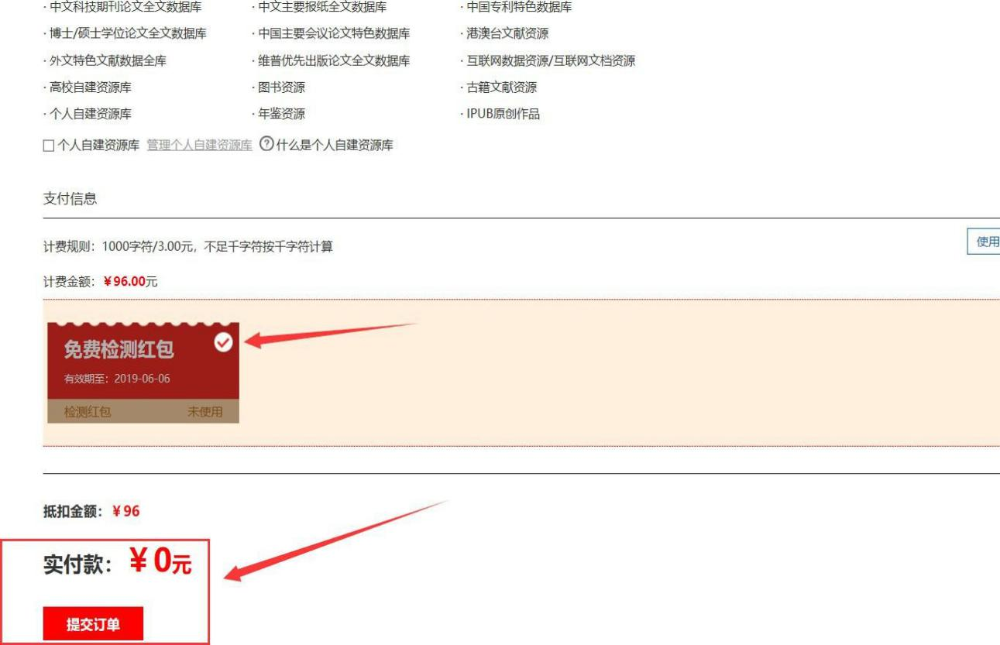 · 中文科技期刊论文全文数据库 · 中文主要报纸全文数据库 · 中国专利特色数据库
· 博士/硕士学位论文全文数据库 · 中国主要会议论文特色数据库 · 港澳台文献资源
· 外文特色文献数据全库 · 维普优先出版论文全文数据库 · 互联网数据资源/互联网文档资源
· 高校自建资源库 · 图书资源 · 古籍文献资源
· 个人自建资源库 · 年鉴资源 · IPUB原创作品
个人自建资源库 管理个人自建资源库 ? 什么是个人自建资源库
支付信息
计费规则：1000字符/3.00元，不足千字符按千字符计算
使用
计费金额：￥96.00元
免费检测红包
有效期至：2019-06-06
检测红包 未使用
抵扣金额：￥96
实付款：￥0元
提交订单